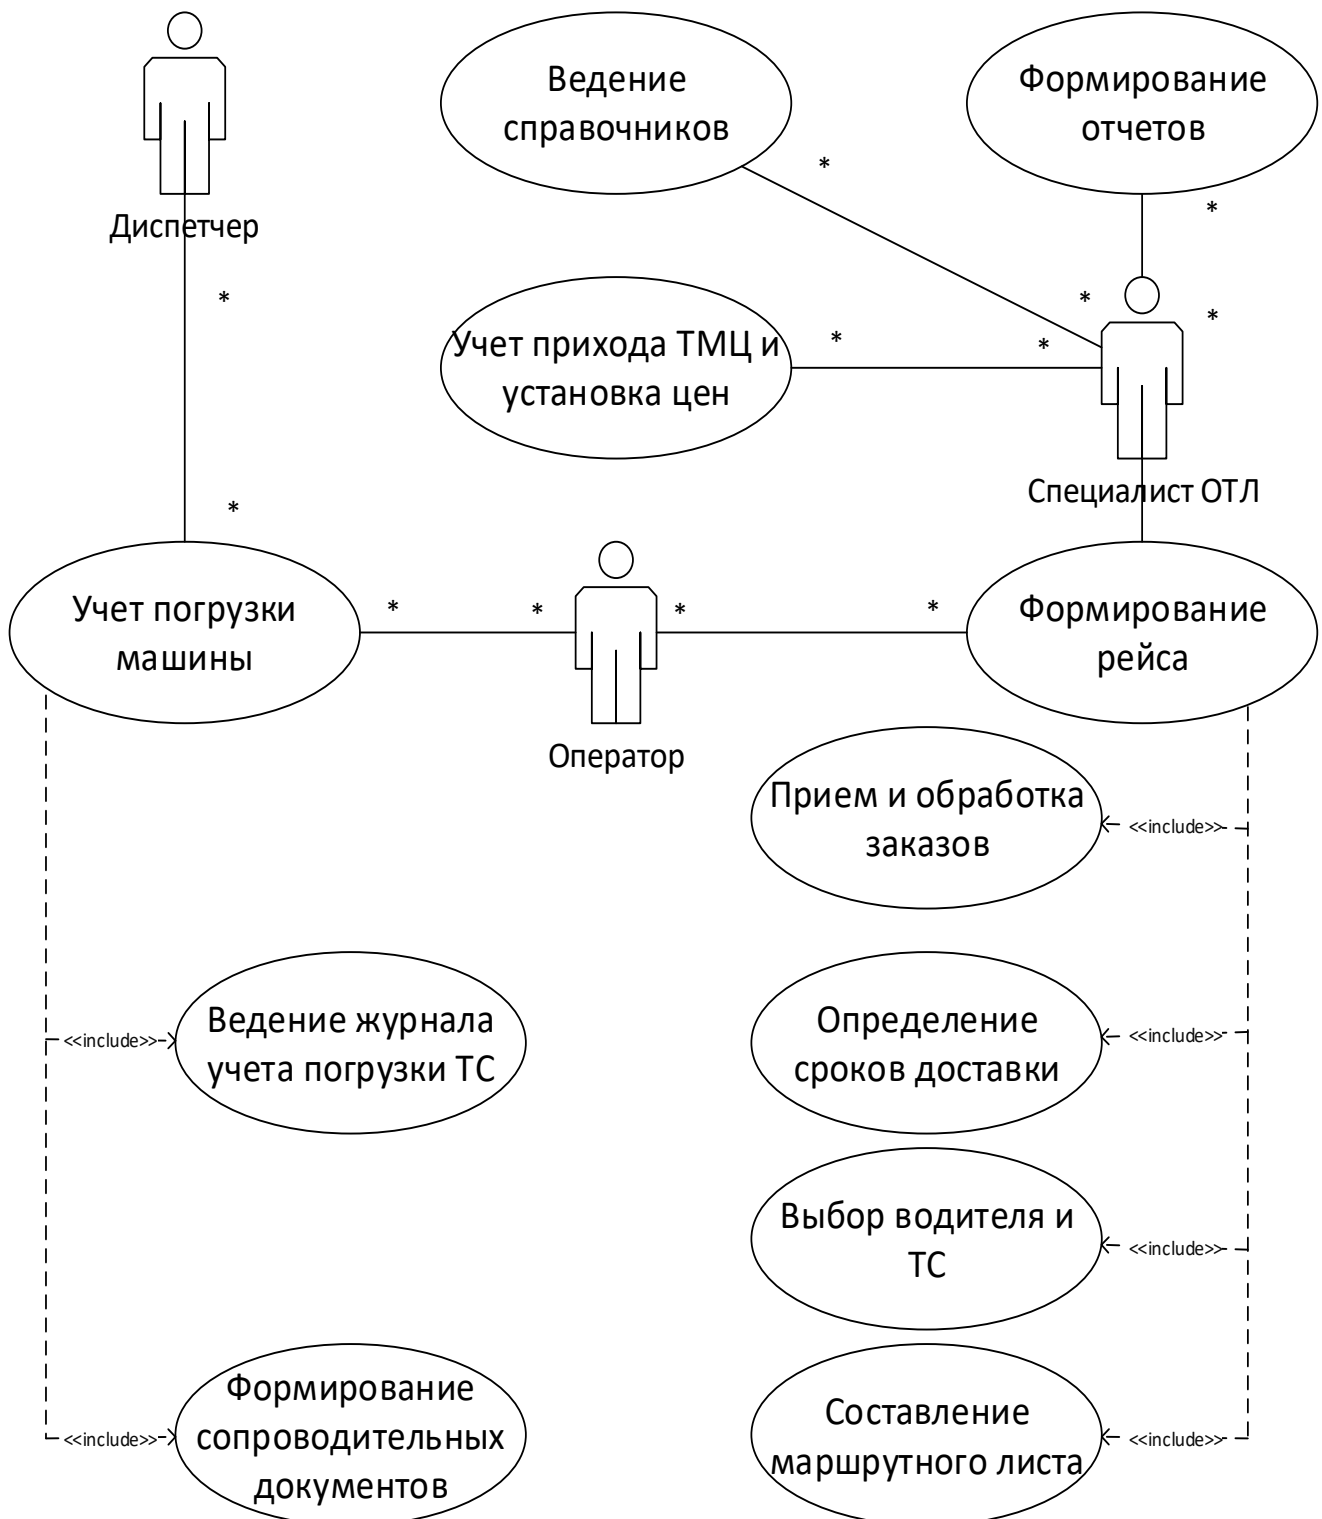 Ведение
справочников
Формирование
отчетов
*
*
Диспетчер
*
*
*
Учет прихода ТМЦ и
установка цен
*
*
*
Специалист ОТЛ
*
Учет погрузки
машины
*
*
*
*
Формирование
рейса
Оператор
Прием и обработка
заказов
<<include>>
Ведение журнала
учета погрузки ТС
<<include>>
Определение
сроков доставки
<<include>>
Выбор водителя и
ТС
<<include>>
Формирование
сопроводительных
документов
<<include>>
Составление
маршрутного листа
<<include>>